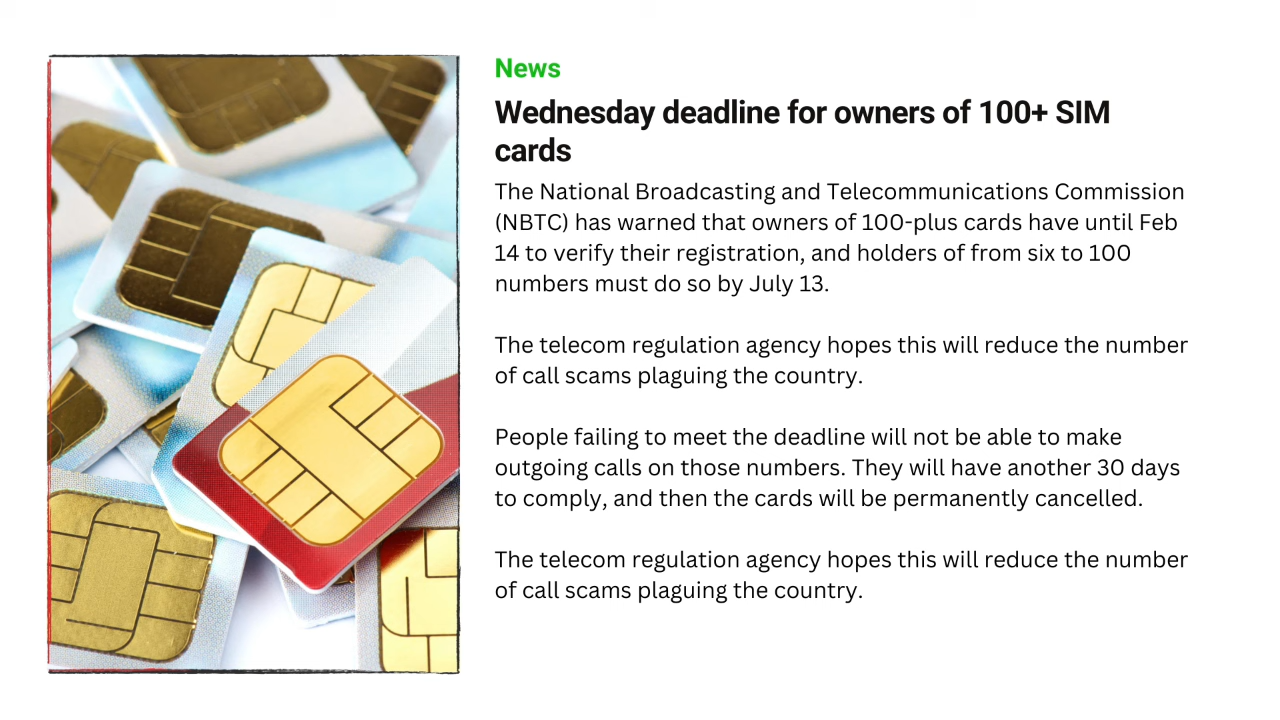 News
Wednesday deadline for owners of 100+ SIM
cards
The National Broadcasting and Telecommunications Commission
(NBTC) has warned that owners of 100-plus cards have until Feb
14 to verify their registration, and holders of from six to 100
numbers must do so by July 13.
The telecom regulation agency hopes this will reduce the number
of call scams plaguing the country.
People failing to meet the deadline will not be able to make
outgoing calls on those numbers. They will have another 30 days
to comply, and then the cards will be permanently cancelled.
The telecom regulation agency hopes this will reduce the number
of call scams plaguing the country.